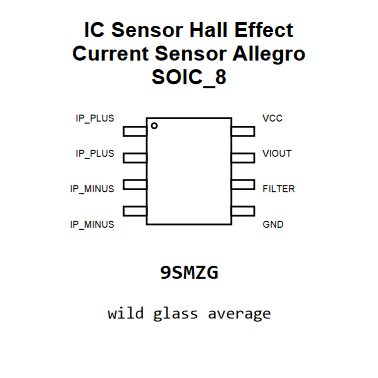 IC Sensor Hall Effect
Current Sensor Allegro
SOIC_8
IP_PLUS
VCC
IP_PLUS
VIOUT
IP_MINUS
FILTER
IP_MINUS
GND
9SMZG
wild glass average